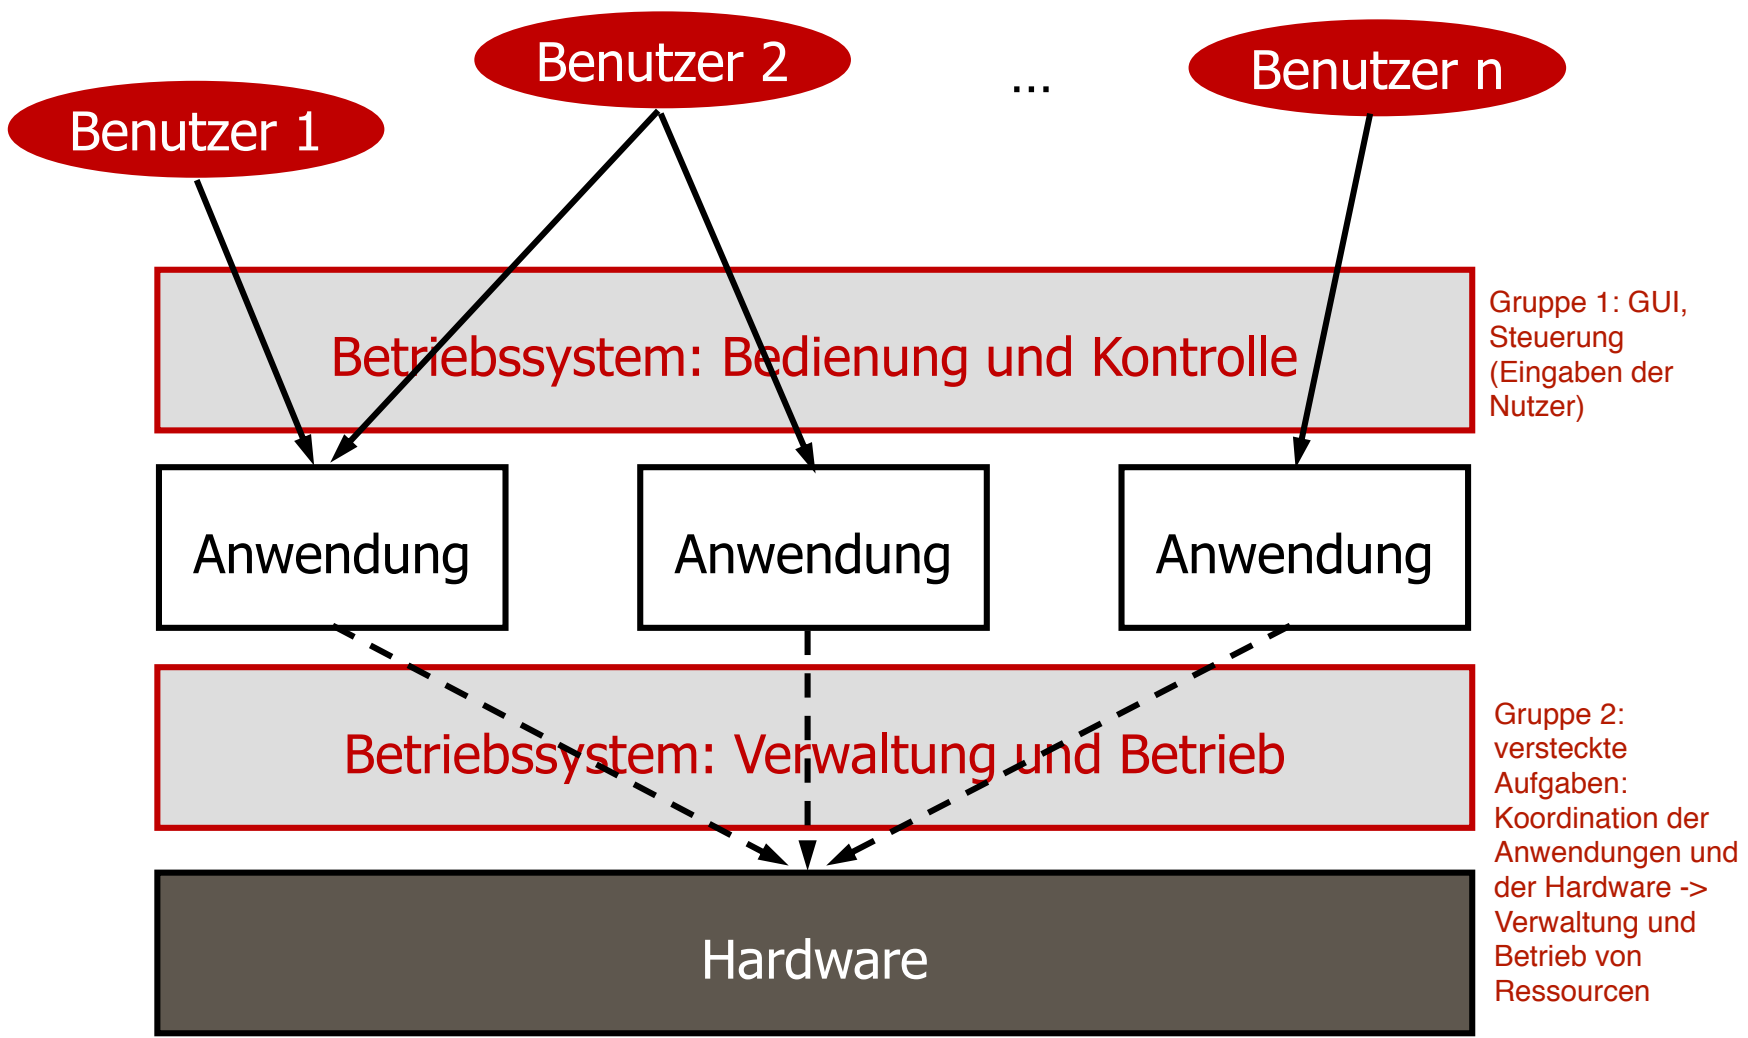 Benutzer 1
Benutzer 2
...
Benutzer n
Betriebssystem: Bedienung und Kontrolle
Gruppe 1: GUI,
Steuerung
(Eingaben der
Nutzer)
Anwendung
Anwendung
Anwendung
Betriebssystem: Verwaltung und Betrieb
Gruppe 2:
versteckte
Aufgaben:
Koordination der
Anwendungen und
der Hardware ->
Verwaltung und
Betrieb von
Ressourcen
Hardware